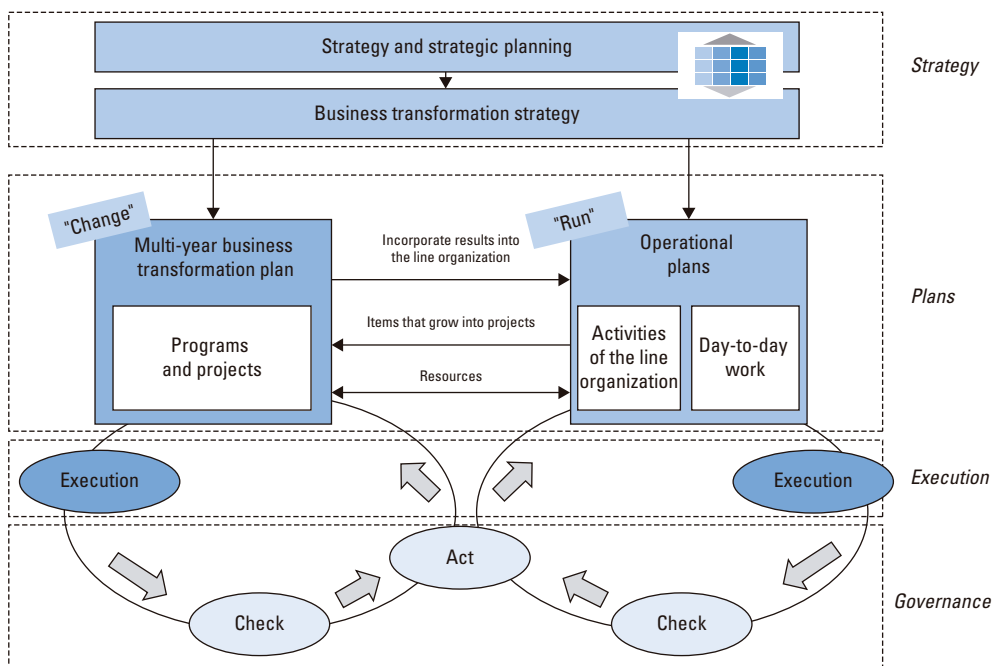 Strategy and strategic planning
Strategy
Business transformation strategy
"Change"
"Run"
Multi-year business
transformation plan
Incorporate results into
the line organization
Operational
plans
Plans
Items that grow into projects
Programs
and projects
Activities
of the line
organization
Day-to-day
work
Resources
Execution
Execution
Execution
Act
Check
Check
Governance